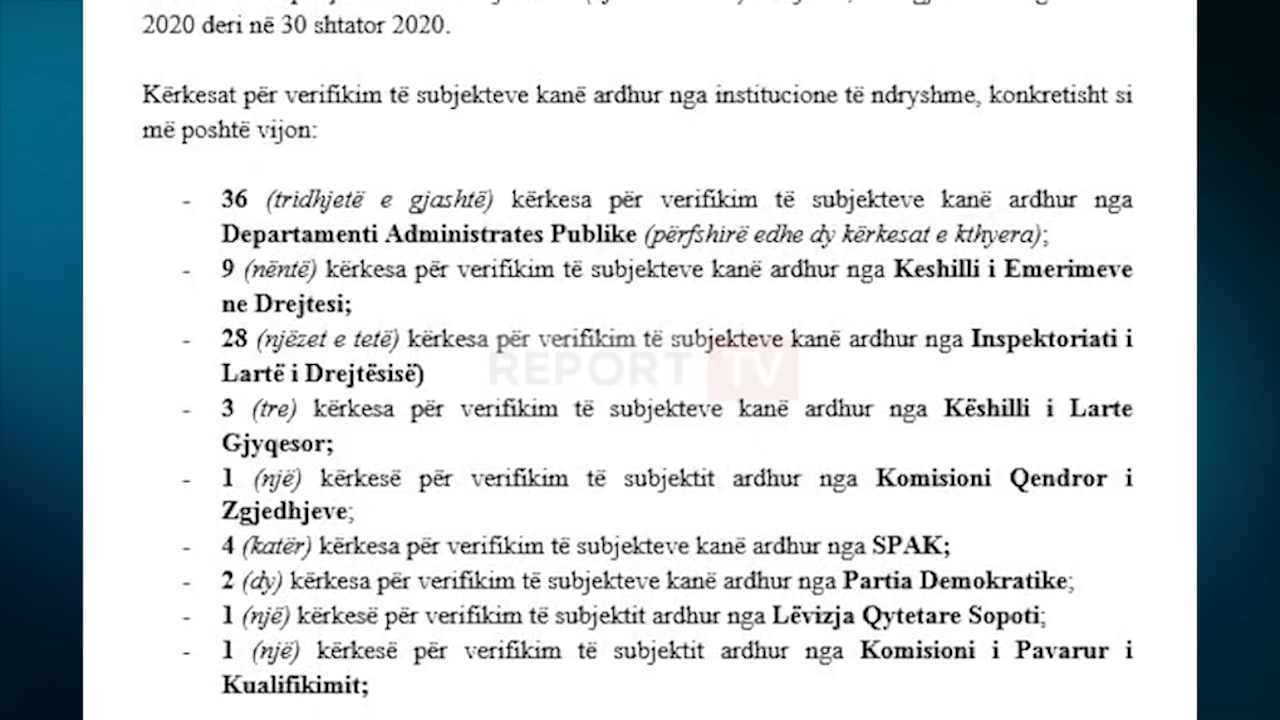 2020 deri në 30 shtator 2020.
Kërkesat për verifikim të subjekteve kanë ardhur nga institucione të ndryshme, konkretisht si
më poshtë vijon:
- 36 (tridhjetë e gjashtë) kërkesa për verifikim të subjekteve kanë ardhur nga
Departamenti Administrates Publike (përfshirë edhe dy kërkesat e kthyera);
- 9 (nëntë) kërkesa për verifikim të subjekteve kanë ardhur nga Keshilli i Emerimeve
ne Drejtesi;
- 28 (njëzet e tetë) kërkesa për verifikim të subjekteve kanë ardhur nga Inspektoriati i
Lartë i Drejtësisë)
- 3 (tre) kërkesa për verifikim të subjekteve kanë ardhur nga Këshilli i Larte
Gjyqesor;
- 1 (një) kërkesë për verifikim të subjektit ardhur nga Komisioni Qendror i
Zgjedhjeve;
- 4 (katër) kërkesa për verifikim të subjekteve kanë ardhur nga SPAK;
- 2 (dy) kërkesa për verifikim të subjekteve kanë ardhur nga Partia Demokratike;
- 1 (një) kërkesë për verifikim të subjektit ardhur nga Lëvizja Qytetare Sopoti;
- 1 (një) kërkesë për verifikim të subjektit ardhur nga Komisioni i Pavarur i
Kualifikimit;
REPORT TV